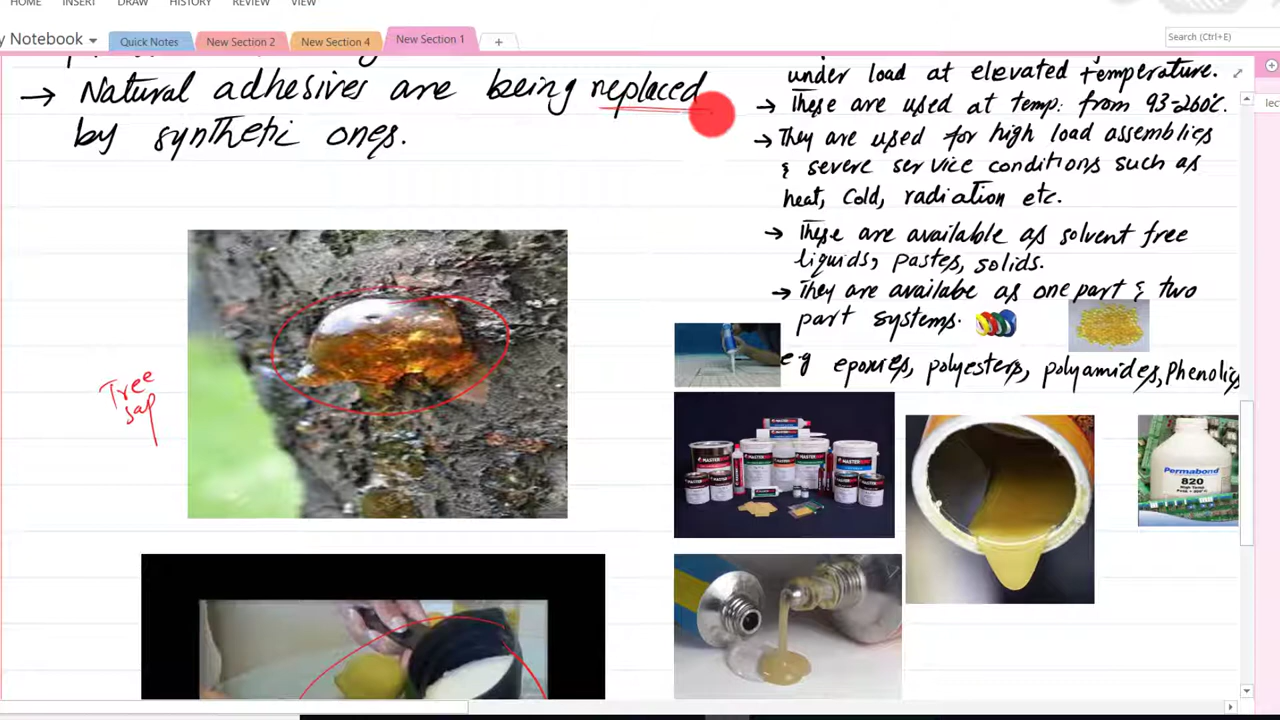 HOME INSERT DRAW HISTORY REVIEW VIEW
y Notebook
Quick Notes
New Section 2
New Section 4
New Section 1
+
Search (Ctrl+E)
→ Natural adhesives are being replaced
by synthetic ones.
Tree
sap
under load at elevated temperature.
→ These are used at temp: from 93-260°C.
→ They are used for high load assemblies
& severe service conditions such as
heat, cold, radiation etc.
→ These are available as solvent free
liquids, pastes, solids.
→ They are availabe as one part & two
part systems.
e.g epoxies, polyesters, polyamides, Phenolics
MASTERBOND
Permabond
820
lec